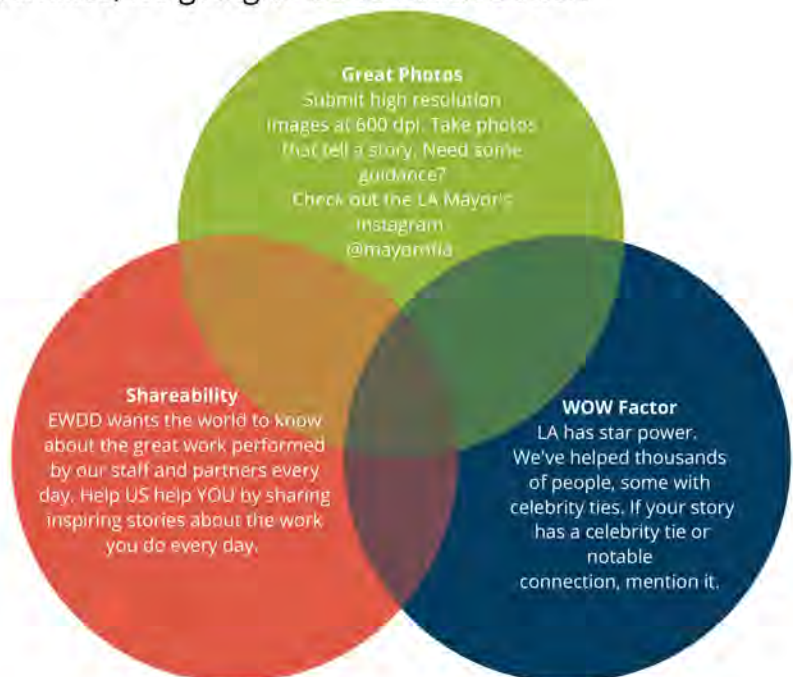 Great Photos
Submit high resolution
images at 600 dpi. Take photos
that tell a story. Need some
guidance?
Check out the LA Mayor's
Instagram
Shareability
EWDD wants the world to know
about the great work performed
by our staff and partners every
day. Help US help YOU by sharing
inspiring stories about the work
you do every day.
WOW Factor
LA has star power.
We've helped thousands
of people, some with
celebrity ties. If your story
has a celebrity tie or
notable
connection, mention it.